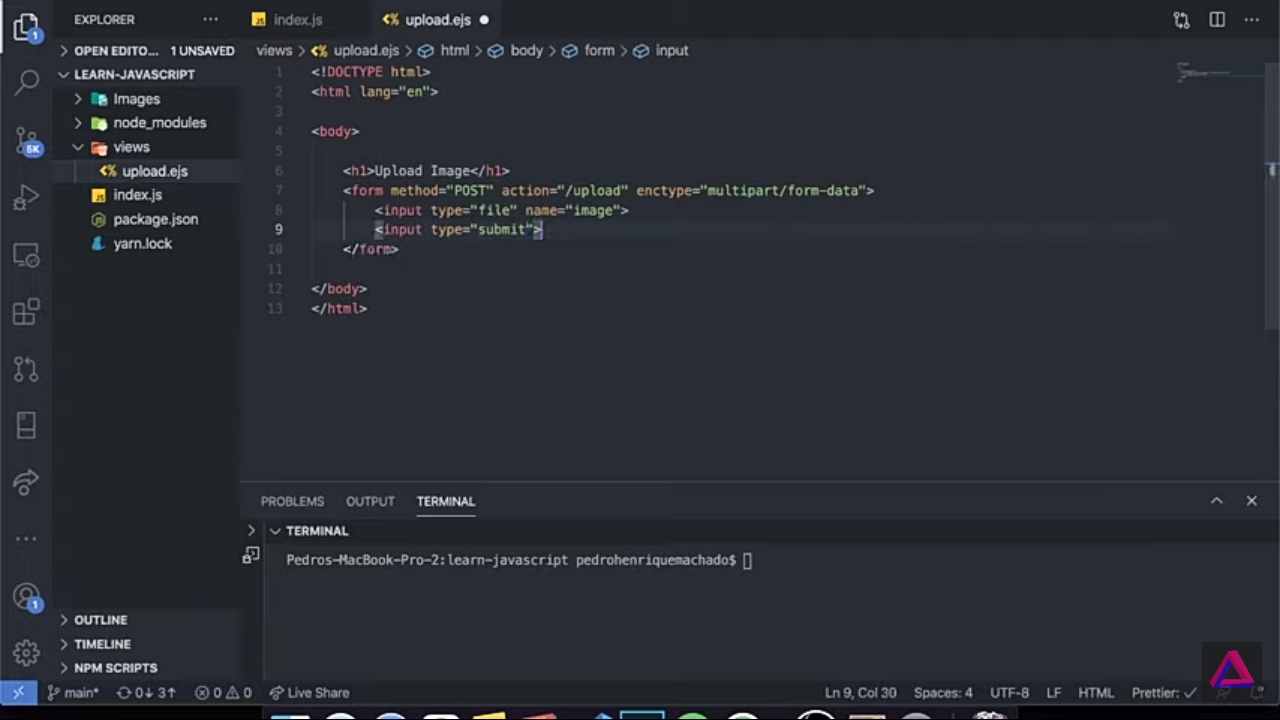 EXPLORER
index.js
upload.ejs
1
OPEN EDITO... 1 UNSAVED
views upload.ejs html body form input
LEARN-JAVASCRIPT
Images
node_modules
views
upload.ejs
index.js
package.json
yarn.lock
5K
1 <!DOCTYPE html>
2 <html lang="en">
3
4 <body>
5
6 <h1>Upload Image</h1>
7 <form method="POST" action="/upload" enctype="multipart/form-data">
8 <input type="file" name="image">
9 <input type="submit">
10 </form>
11
12 </body>
13 </html>
PROBLEMS OUTPUT TERMINAL
TERMINAL
Pedros-MacBook-Pro-2:learn-javascript pedrohenriquemachado$
1
OUTLINE
TIMELINE
NPM SCRIPTS
main* 0↓ 3↑ 0 0 Live Share Ln 9, Col 30 Spaces: 4 UTF-8 LF HTML Prettier: ✓